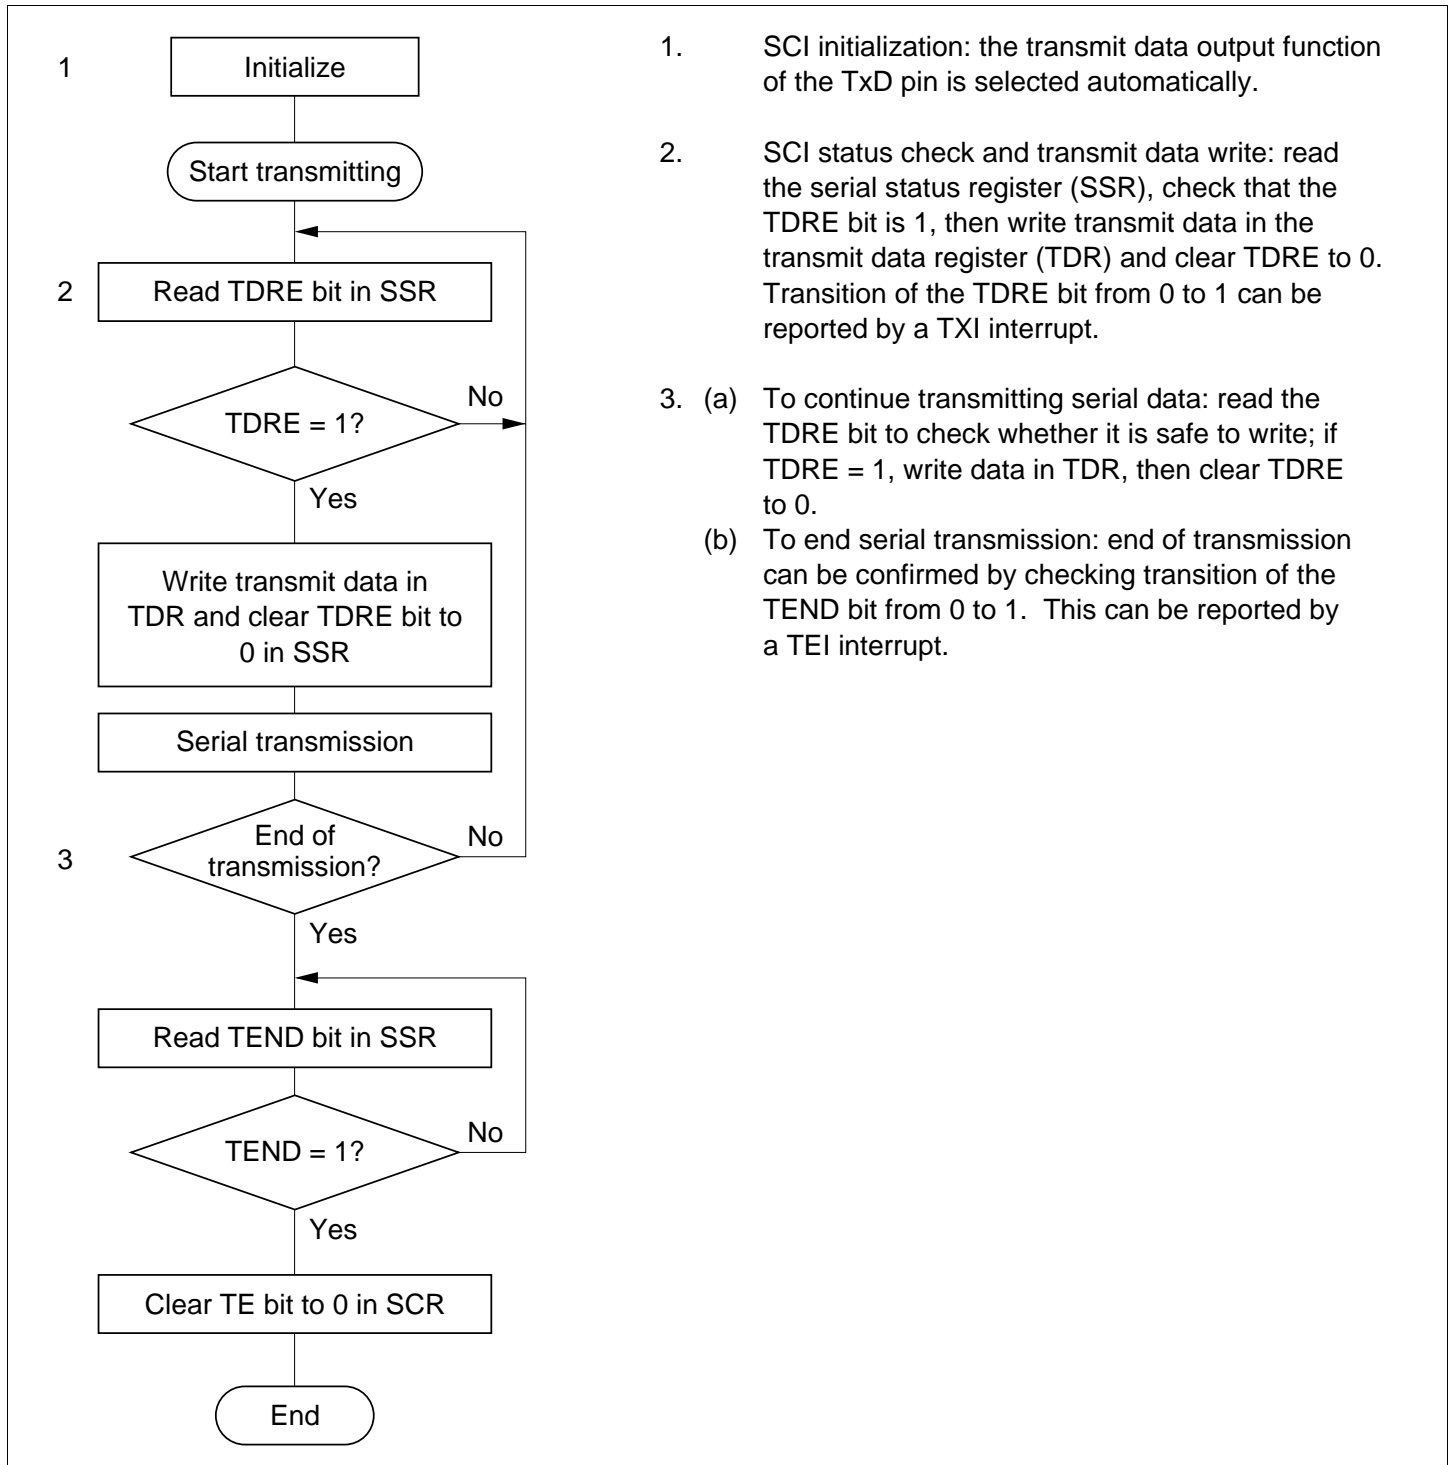 1
Initialize
Start transmitting
2
Read TDRE bit in SSR
TDRE = 1?
No
Yes
Write transmit data in
TDR and clear TDRE bit to
0 in SSR
Serial transmission
3
End of
transmission?
No
Yes
Read TEND bit in SSR
TEND = 1?
No
Yes
Clear TE bit to 0 in SCR
End
1. SCI initialization: the transmit data output function
of the TxD pin is selected automatically.
2. SCI status check and transmit data write: read
the serial status register (SSR), check that the
TDRE bit is 1, then write transmit data in the
transmit data register (TDR) and clear TDRE to 0.
Transition of the TDRE bit from 0 to 1 can be
reported by a TXI interrupt.
3. (a) To continue transmitting serial data: read the
TDRE bit to check whether it is safe to write; if
TDRE = 1, write data in TDR, then clear TDRE
to 0.
(b) To end serial transmission: end of transmission
can be confirmed by checking transition of the
TEND bit from 0 to 1. This can be reported by
a TEI interrupt.